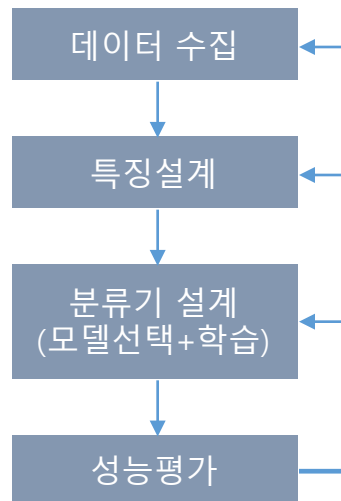 데이터 수집
특징설계
분류기 설계
(모델선택+학습)
성능평가